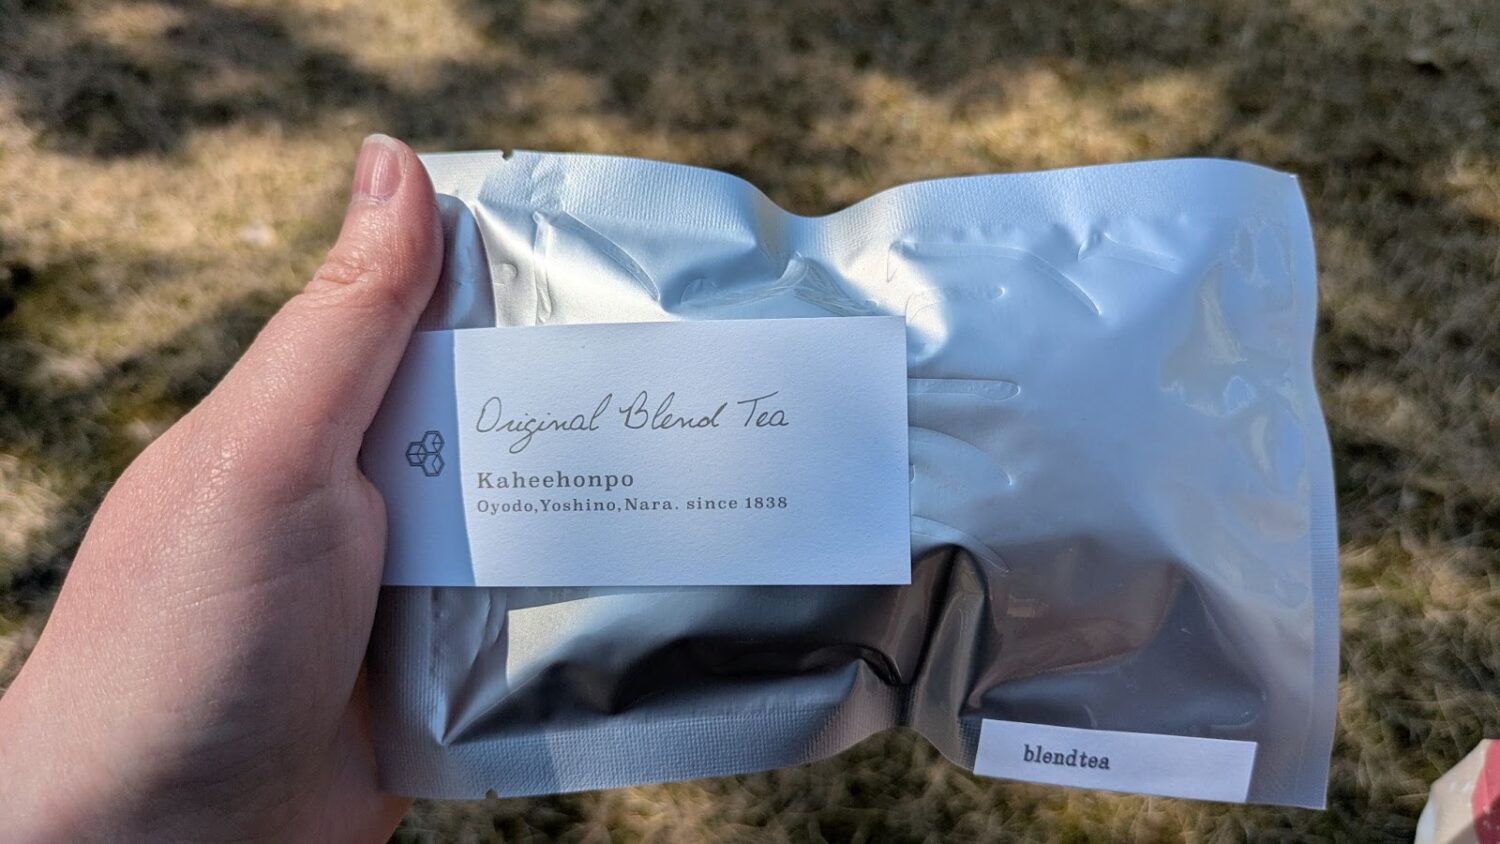 Original Blend Tea
Kaheehonpo
Oyodo,Yoshino,Nara. since 1838
blendtea